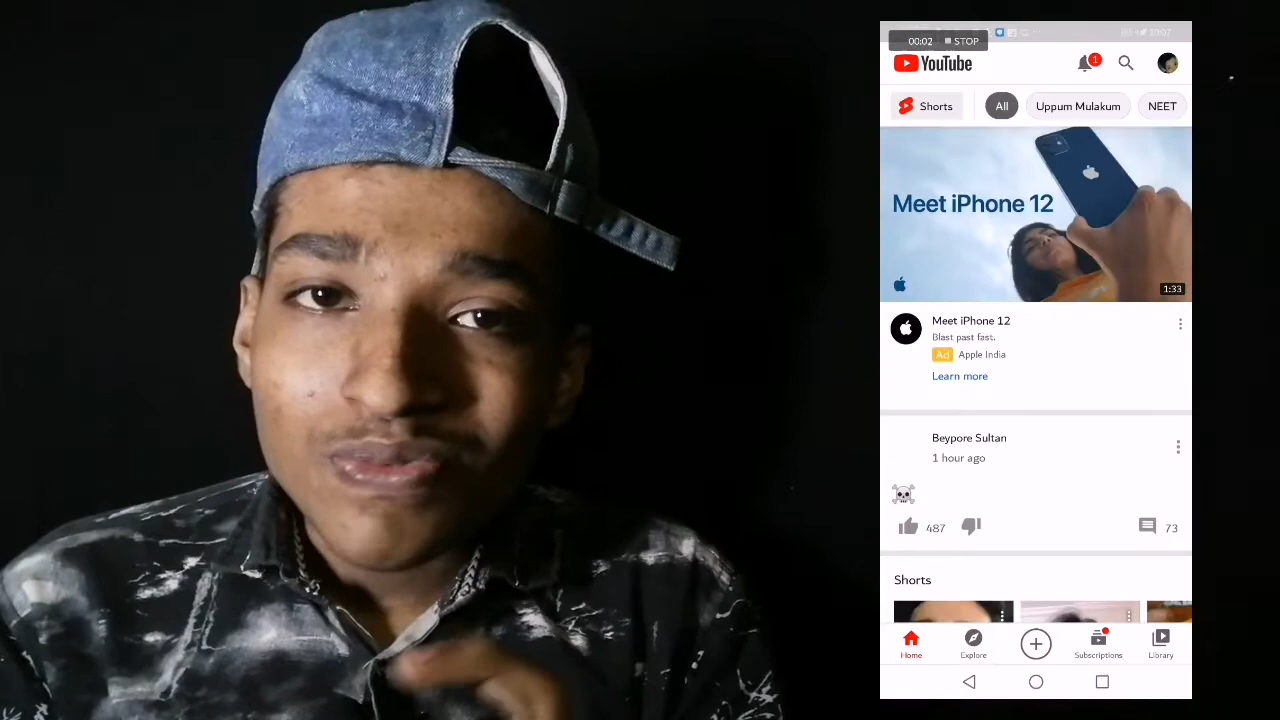 00:02 STOP
10:07
YouTube
1
Shorts All Uppum Mulakum NEET
Meet iPhone 12
1:33
Meet iPhone 12
Blast past fast.
Ad Apple India
Learn more
Beypore Sultan
1 hour ago
487 73
Shorts
Home Explore Subscriptions Library